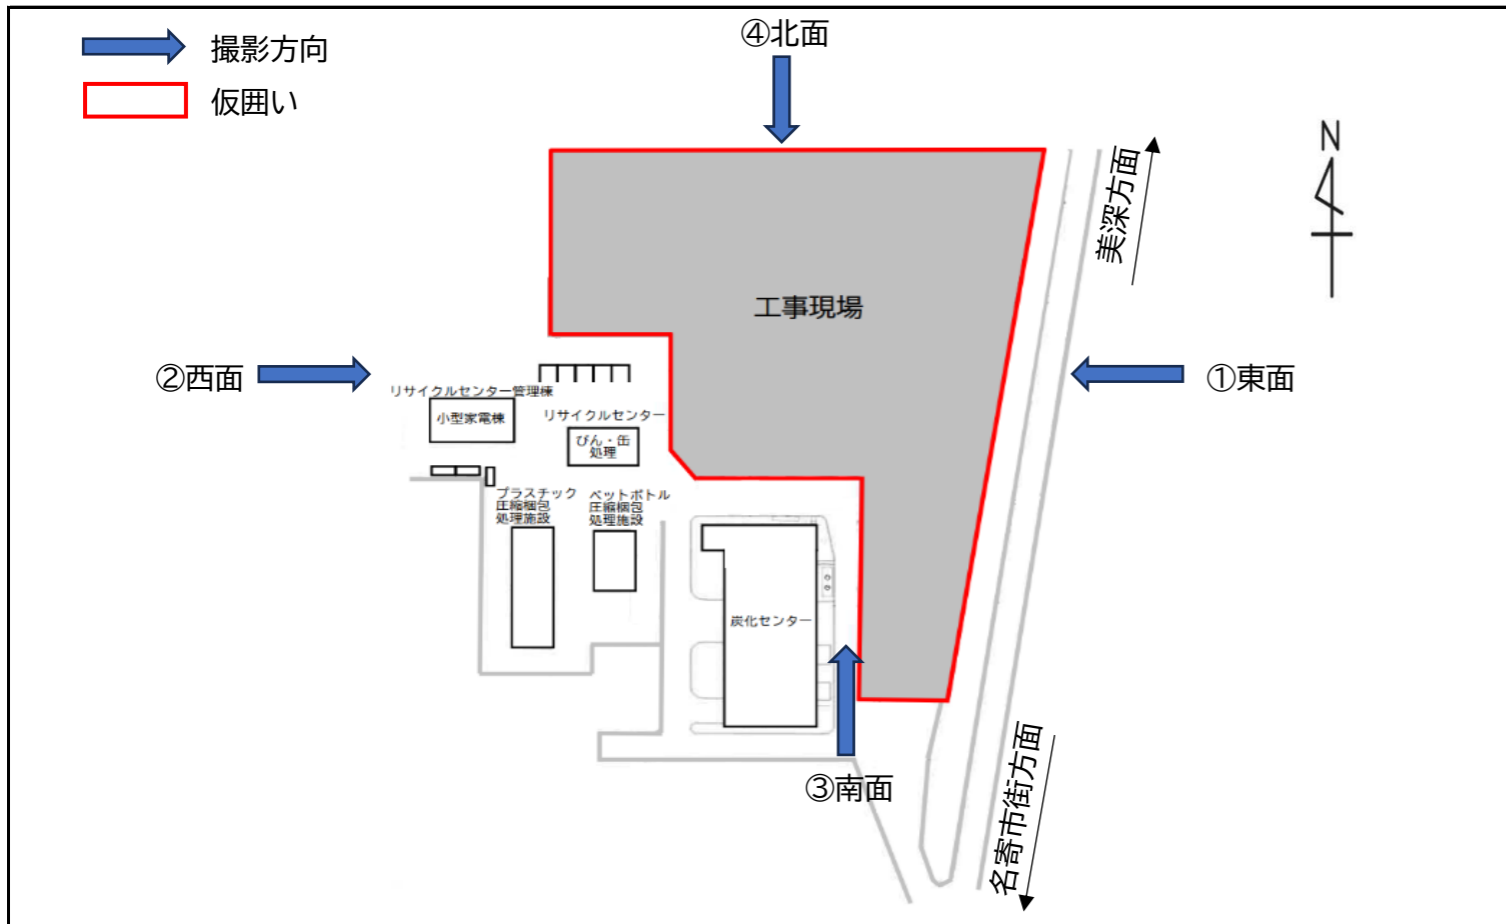 撮影方向
仮囲い
④北面
N
美深方面
工事現場
②西面
①東面
リサイクルセンター管理棟
小型家電棟
リサイクルセンター
びん・缶
処理
プラスチック
圧縮梱包
処理施設
ペットボトル
圧縮梱包
処理施設
炭化センター
③南面
名寄市街方面